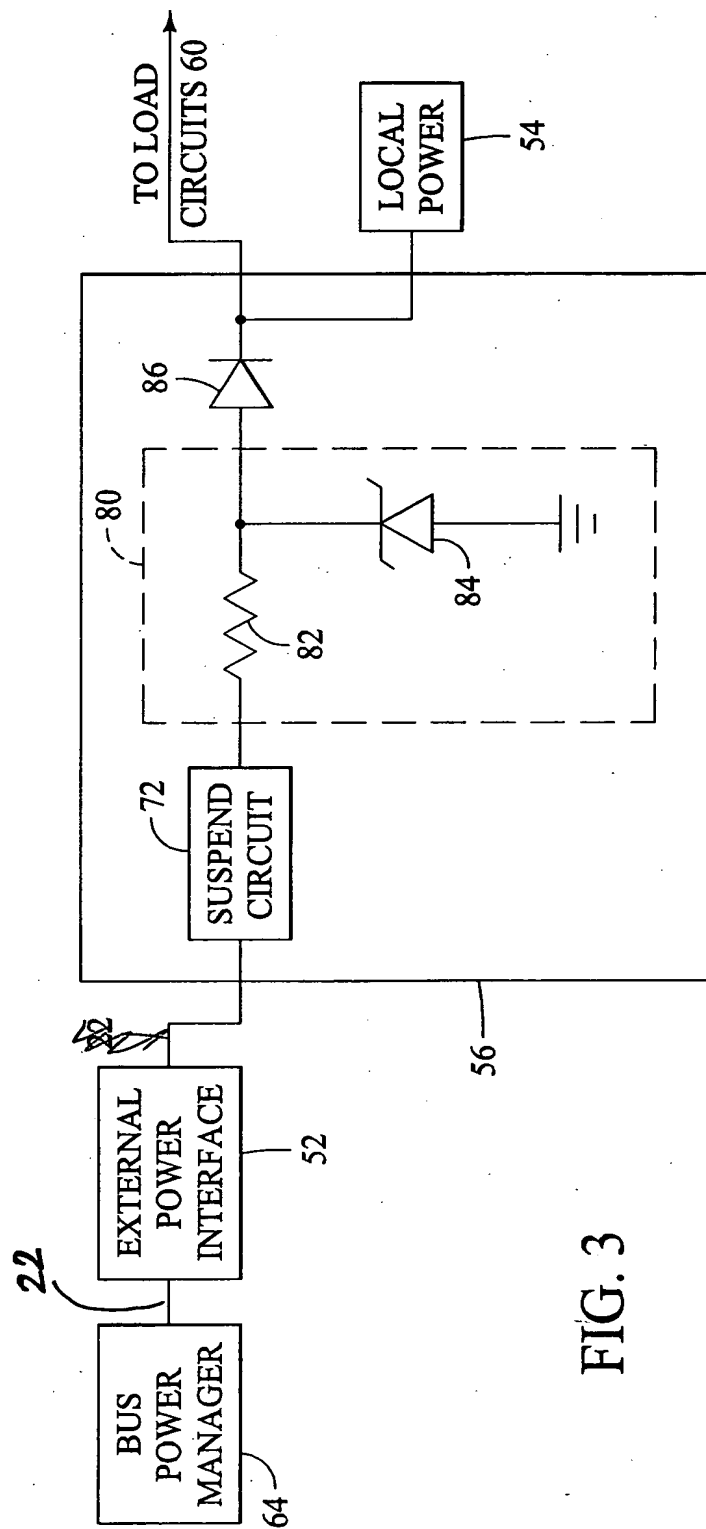 BUS
POWER
MANAGER
64
22
EXTERNAL
POWER
INTERFACE
52
SUSPEND
CIRCUIT
72
80
82
84
86
56
TO LOAD
CIRCUITS 60
LOCAL
POWER
54
FIG. 3